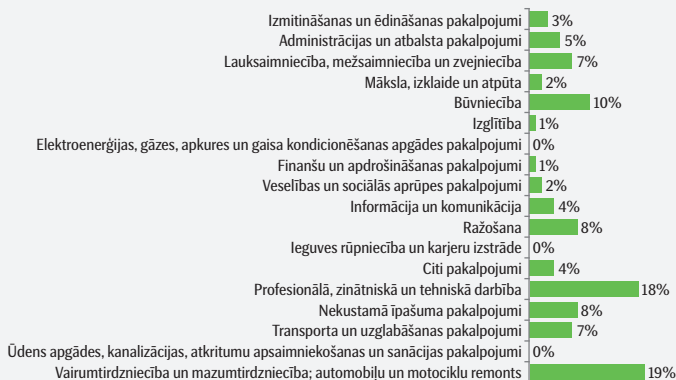 Izmitināšanas un ēdināšanas pakalpojumi 3%
Administrācijas un atbalsta pakalpojumi 5%
Lauksaimniecība, mežsaimniecība un zvejniecība 7%
Māksla, izklaide un atpūta 2%
Būvniecība 10%
Izglītība 1%
Elektroenerģijas, gāzes, apkures un gaisa kondicionēšanas apgādes pakalpojumi 0%
Finanšu un apdrošināšanas pakalpojumi 1%
Veselības un sociālās aprūpes pakalpojumi 2%
Informācija un komunikācija 4%
Ražošana 8%
Ieguves rūpniecība un karjeru izstrāde 0%
Citi pakalpojumi 4%
Profesionālā, zinātniskā un tehniskā darbība 18%
Nekustamā īpašuma pakalpojumi 8%
Transporta un uzglabāšanas pakalpojumi 7%
Ūdens apgādes, kanalizācijas, atkritumu apsaimniekošanas un sanācijas pakalpojumi 0%
Vairumtirdzniecība un mazumtirdzniecība; automobiļu un motociklu remonts 19%